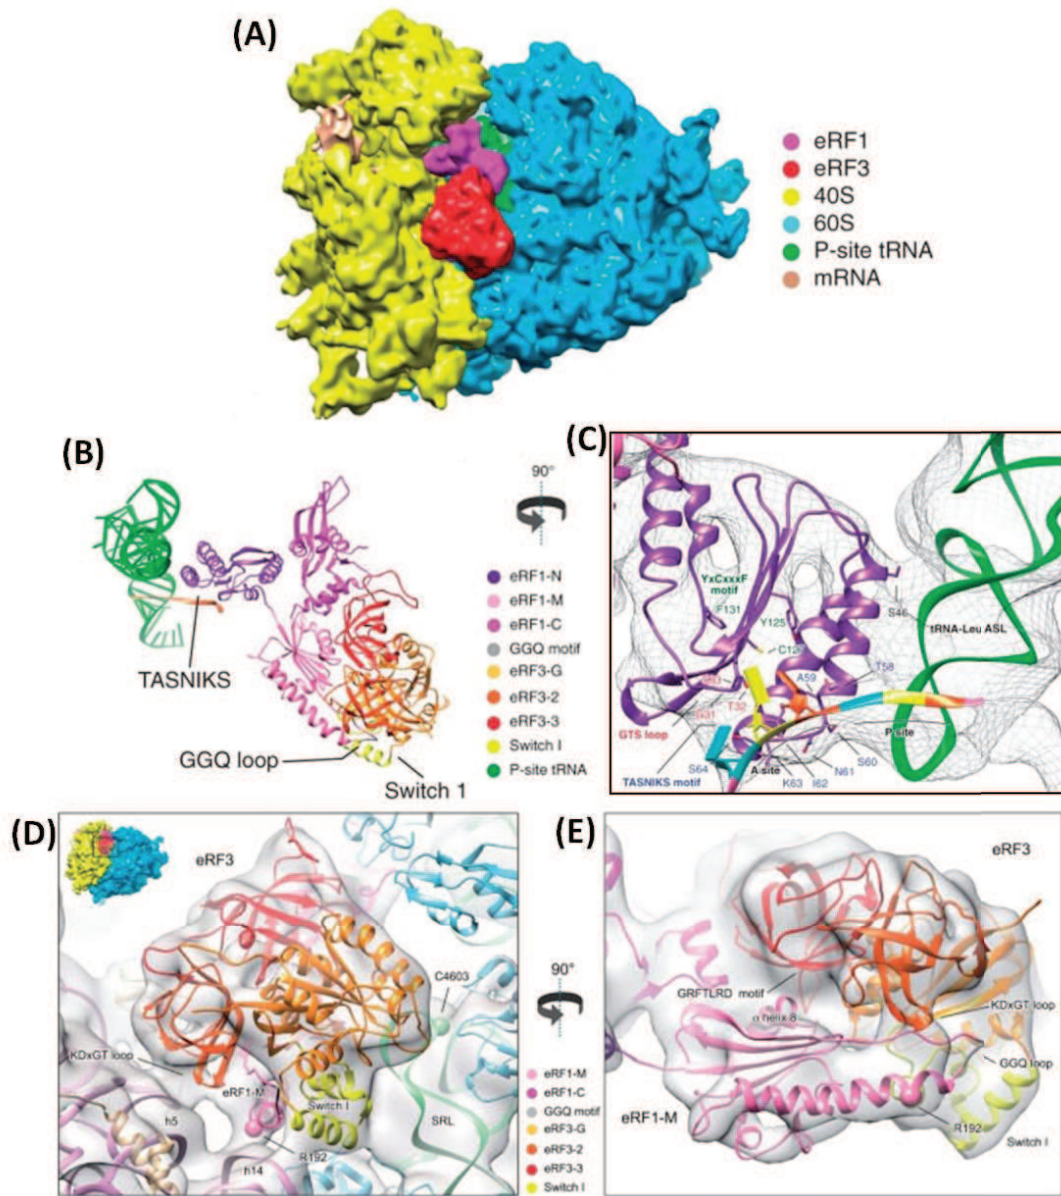 (A)
eRF1
eRF3
40S
60S
P-site tRNA
mRNA
(B)
90°
TASNIKS
GGQ loop
Switch 1
eRF1-N
eRF1-M
eRF1-C
GGQ motif
eRF3-G
eRF3-2
eRF3-3
Switch I
P-site tRNA
(C)
YxCxxxF
motif
F131
Y125
S46
tRNA-Leu ASL
T58
A59
T32
G31
GTS loop
P site
S60
N61
A site
I62
K63
S64
TASNIKS motif
(D)
eRF3
C4603
KDxGT loop
eRF1-M
Switch I
h5
SRL
R192
h14
90°
eRF1-M
eRF1-C
GGQ motif
eRF3-G
eRF3-2
eRF3-3
Switch I
(E)
eRF3
GRFTLRD motif
α helix 8
KDxGT loop
GGQ loop
eRF1-M
R192
Switch I